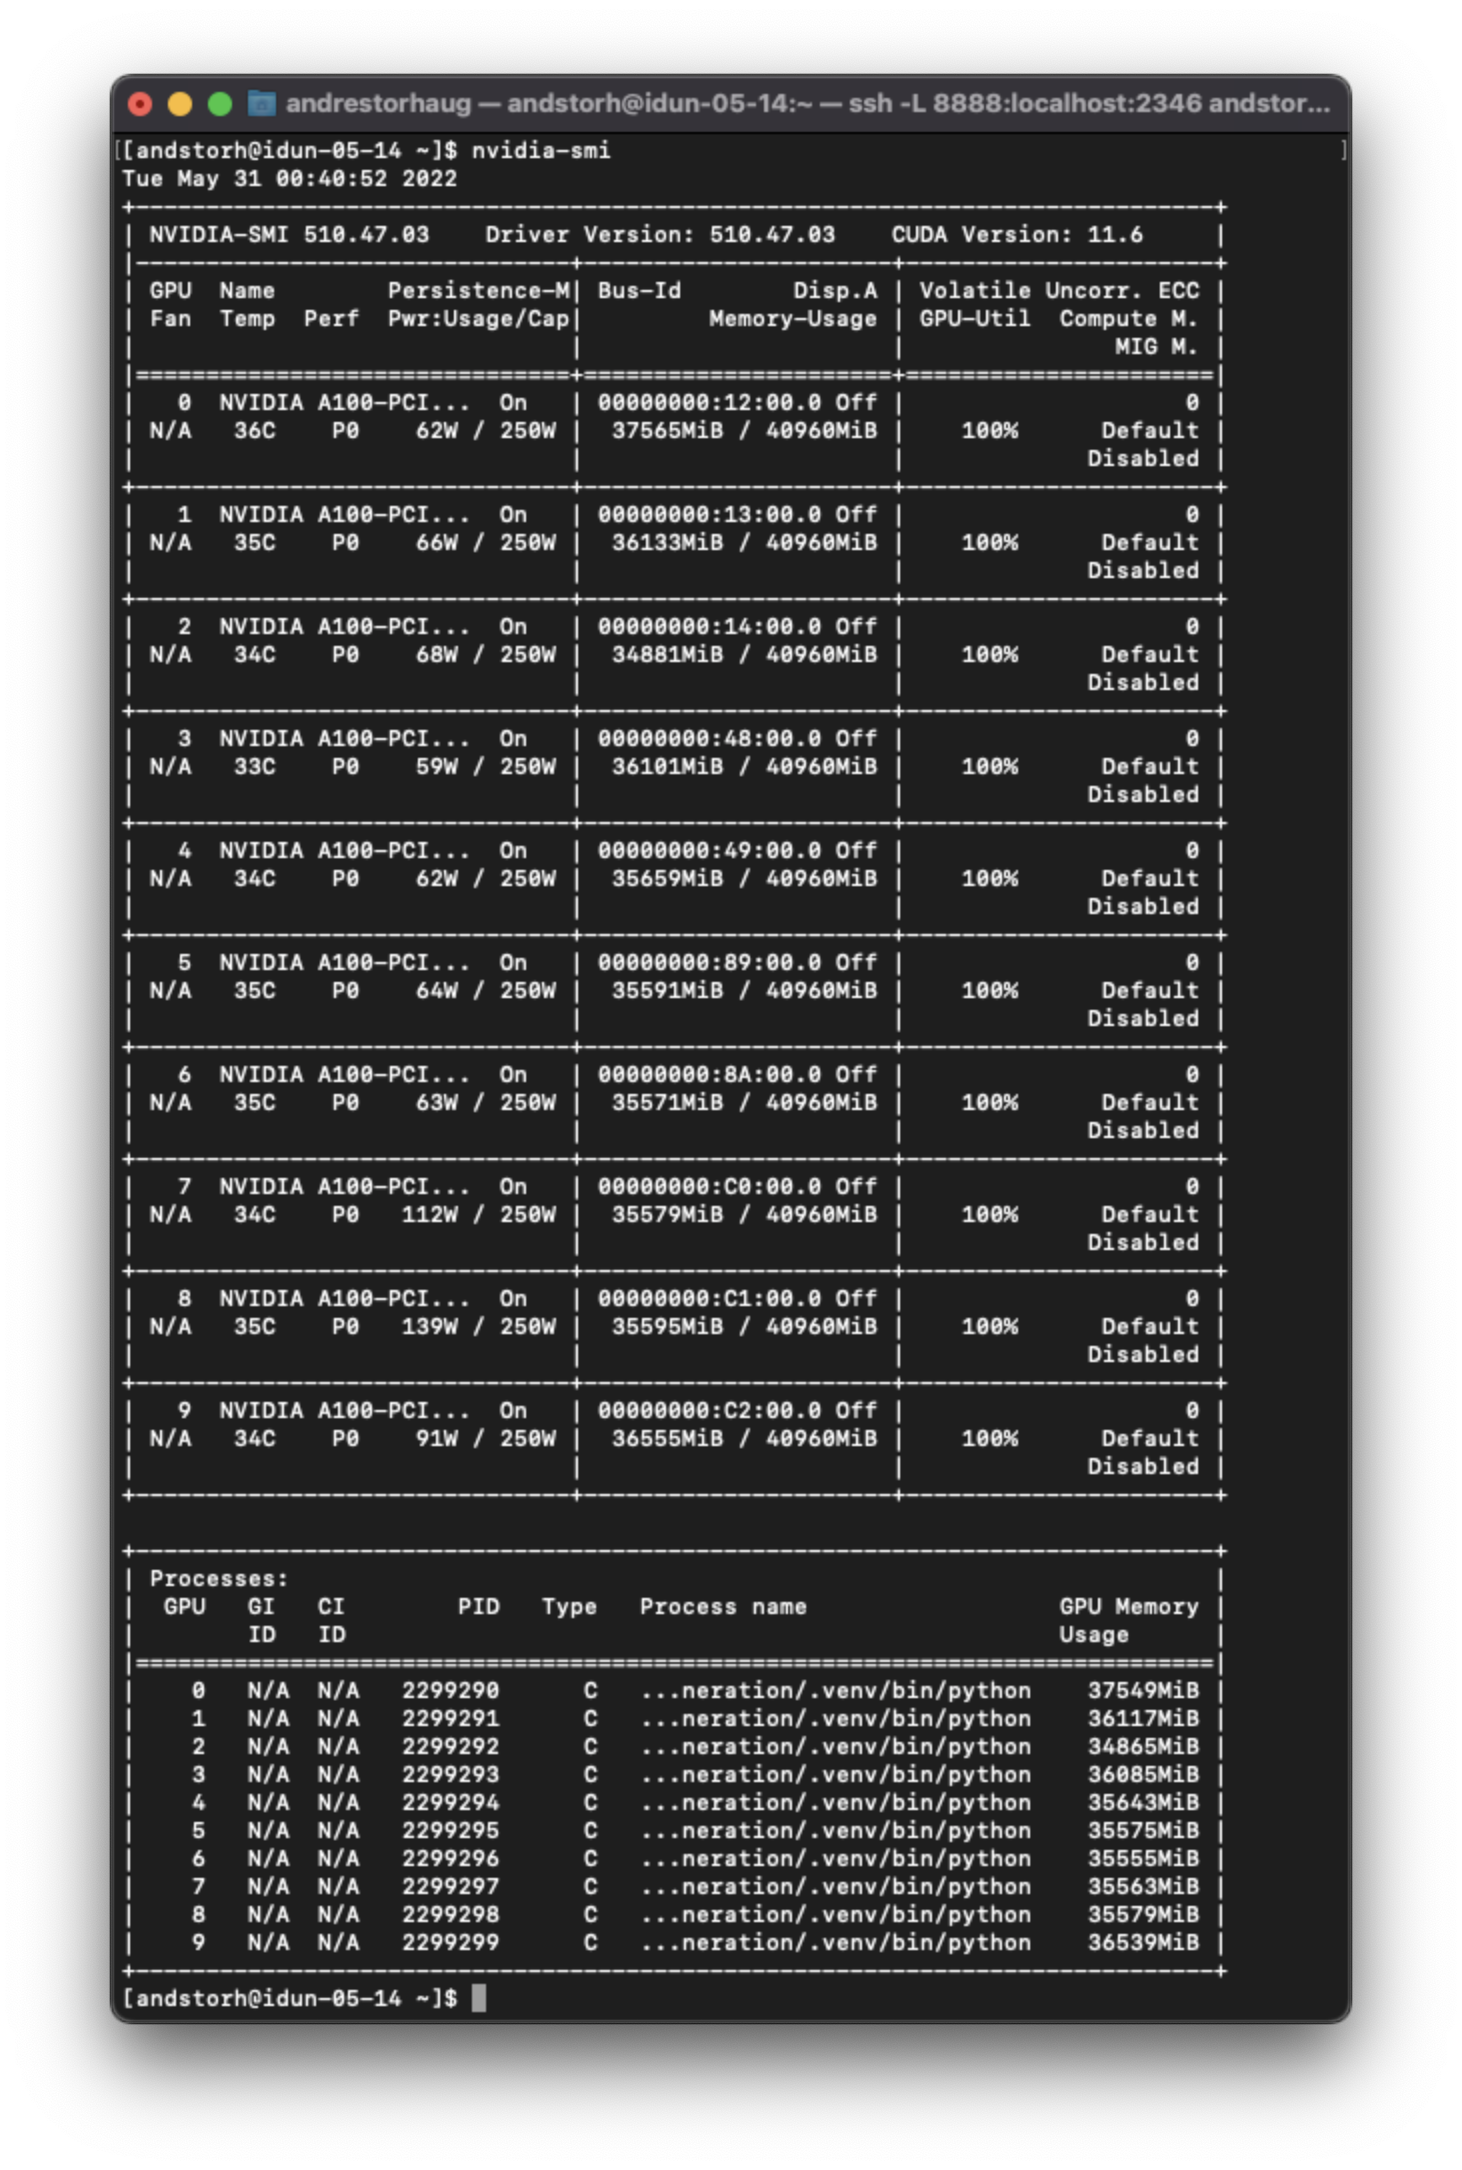 andrestorhaug — andstorh@idun-05-14:~ — ssh -L 8888:localhost:2346 andstor...
[[andstorh@idun-05-14 ~]$ nvidia-smi ]
Tue May 31 00:40:52 2022
+-----------------------------------------------------------------------------+
| NVIDIA-SMI 510.47.03    Driver Version: 510.47.03    CUDA Version: 11.6     |
|-------------------------------+----------------------+----------------------+
| GPU  Name        Persistence-M| Bus-Id        Disp.A | Volatile Uncorr. ECC |
| Fan  Temp  Perf  Pwr:Usage/Cap|         Memory-Usage | GPU-Util  Compute M. |
|                               |                      |               MIG M. |
|===============================+======================+======================|
|   0  NVIDIA A100-PCI...  On   | 00000000:12:00.0 Off |                    0 |
| N/A   36C    P0    62W / 250W |  37565MiB / 40960MiB |    100%      Default |
|                               |                      |             Disabled |
+-------------------------------+----------------------+----------------------+
|   1  NVIDIA A100-PCI...  On   | 00000000:13:00.0 Off |                    0 |
| N/A   35C    P0    66W / 250W |  36133MiB / 40960MiB |    100%      Default |
|                               |                      |             Disabled |
+-------------------------------+----------------------+----------------------+
|   2  NVIDIA A100-PCI...  On   | 00000000:14:00.0 Off |                    0 |
| N/A   34C    P0    68W / 250W |  34881MiB / 40960MiB |    100%      Default |
|                               |                      |             Disabled |
+-------------------------------+----------------------+----------------------+
|   3  NVIDIA A100-PCI...  On   | 00000000:48:00.0 Off |                    0 |
| N/A   33C    P0    59W / 250W |  36101MiB / 40960MiB |    100%      Default |
|                               |                      |             Disabled |
+-------------------------------+----------------------+----------------------+
|   4  NVIDIA A100-PCI...  On   | 00000000:49:00.0 Off |                    0 |
| N/A   34C    P0    62W / 250W |  35659MiB / 40960MiB |    100%      Default |
|                               |                      |             Disabled |
+-------------------------------+----------------------+----------------------+
|   5  NVIDIA A100-PCI...  On   | 00000000:89:00.0 Off |                    0 |
| N/A   35C    P0    64W / 250W |  35591MiB / 40960MiB |    100%      Default |
|                               |                      |             Disabled |
+-------------------------------+----------------------+----------------------+
|   6  NVIDIA A100-PCI...  On   | 00000000:8A:00.0 Off |                    0 |
| N/A   35C    P0    63W / 250W |  35571MiB / 40960MiB |    100%      Default |
|                               |                      |             Disabled |
+-------------------------------+----------------------+----------------------+
|   7  NVIDIA A100-PCI...  On   | 00000000:C0:00.0 Off |                    0 |
| N/A   34C    P0   112W / 250W |  35579MiB / 40960MiB |    100%      Default |
|                               |                      |             Disabled |
+-------------------------------+----------------------+----------------------+
|   8  NVIDIA A100-PCI...  On   | 00000000:C1:00.0 Off |                    0 |
| N/A   35C    P0   139W / 250W |  35595MiB / 40960MiB |    100%      Default |
|                               |                      |             Disabled |
+-------------------------------+----------------------+----------------------+
|   9  NVIDIA A100-PCI...  On   | 00000000:C2:00.0 Off |                    0 |
| N/A   34C    P0    91W / 250W |  36555MiB / 40960MiB |    100%      Default |
|                               |                      |             Disabled |
+-------------------------------+----------------------+----------------------+

+-----------------------------------------------------------------------------+
| Processes:                                                                  |
|  GPU   GI   CI        PID   Type   Process name                  GPU Memory |
|        ID   ID                                                   Usage      |
|=============================================================================|
|    0   N/A  N/A   2299290      C   ...neration/.venv/bin/python    37549MiB |
|    1   N/A  N/A   2299291      C   ...neration/.venv/bin/python    36117MiB |
|    2   N/A  N/A   2299292      C   ...neration/.venv/bin/python    34865MiB |
|    3   N/A  N/A   2299293      C   ...neration/.venv/bin/python    36085MiB |
|    4   N/A  N/A   2299294      C   ...neration/.venv/bin/python    35643MiB |
|    5   N/A  N/A   2299295      C   ...neration/.venv/bin/python    35575MiB |
|    6   N/A  N/A   2299296      C   ...neration/.venv/bin/python    35555MiB |
|    7   N/A  N/A   2299297      C   ...neration/.venv/bin/python    35563MiB |
|    8   N/A  N/A   2299298      C   ...neration/.venv/bin/python    35579MiB |
|    9   N/A  N/A   2299299      C   ...neration/.venv/bin/python    36539MiB |
+-----------------------------------------------------------------------------+
[andstorh@idun-05-14 ~]$